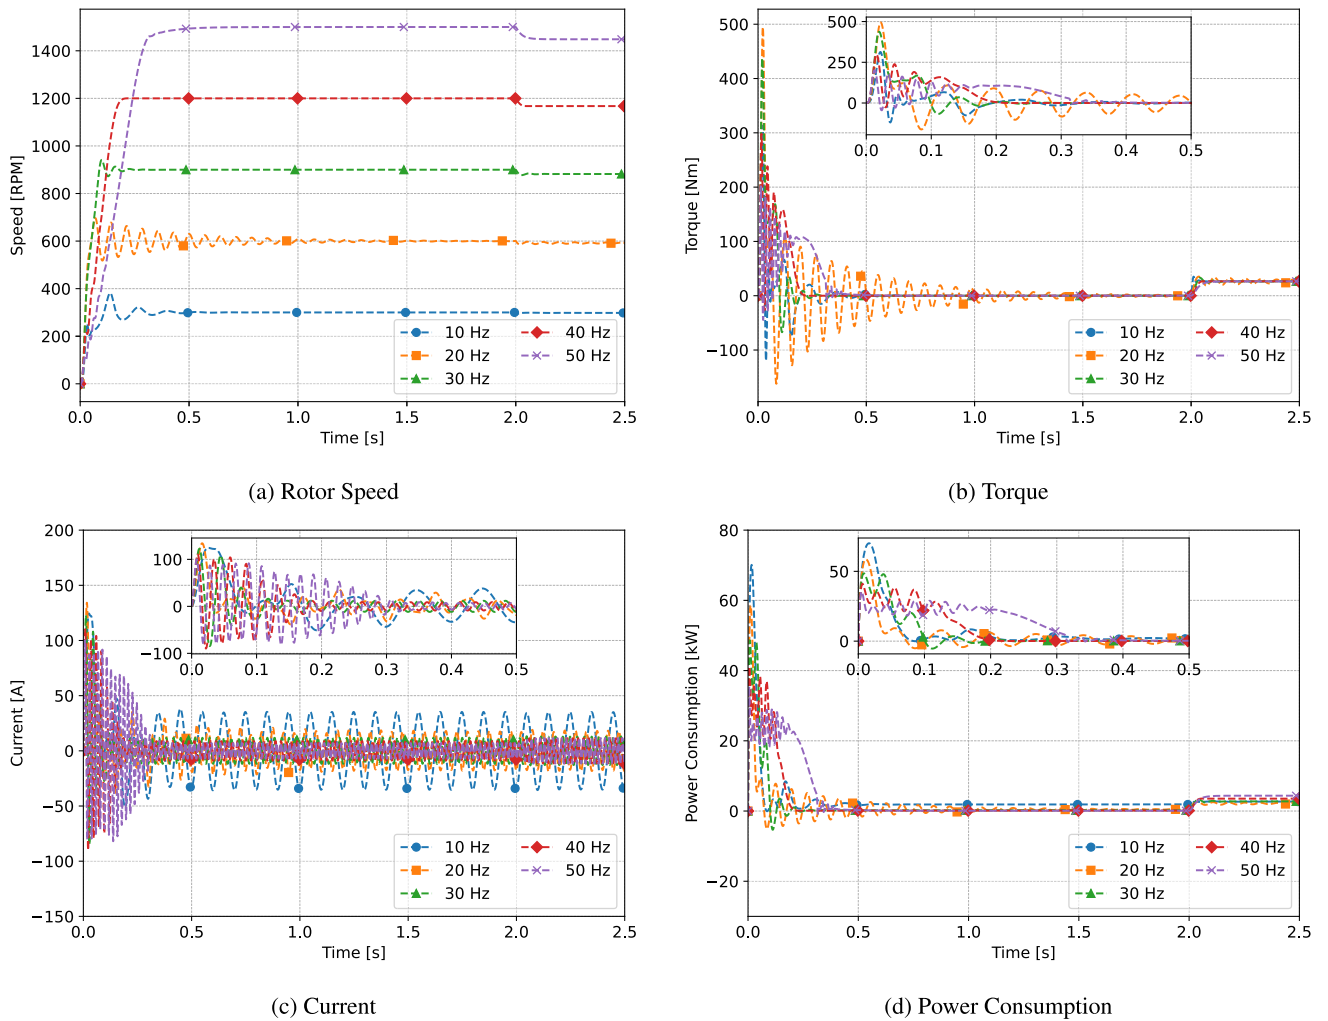 1400
1200
1000
800
600
400
200
0
Speed [RPM]
0.0 0.5 1.0 1.5 2.0 2.5
Time [s]
10 Hz 40 Hz
20 Hz 50 Hz
30 Hz
(a) Rotor Speed
500
400
300
200
100
0
−100
Torque [Nm]
500
250
0
0.0 0.1 0.2 0.3 0.4 0.5
0.0 0.5 1.0 1.5 2.0 2.5
Time [s]
10 Hz 40 Hz
20 Hz 50 Hz
30 Hz
(b) Torque
200
150
100
50
0
−50
−100
−150
Current [A]
100
0
−100
0.0 0.1 0.2 0.3 0.4 0.5
10 Hz 40 Hz
20 Hz 50 Hz
30 Hz
0.0 0.5 1.0 1.5 2.0 2.5
Time [s]
(c) Current
80
60
40
20
0
−20
Power Consumption [kW]
50
0
0.0 0.1 0.2 0.3 0.4 0.5
10 Hz 40 Hz
20 Hz 50 Hz
30 Hz
0.0 0.5 1.0 1.5 2.0 2.5
Time [s]
(d) Power Consumption